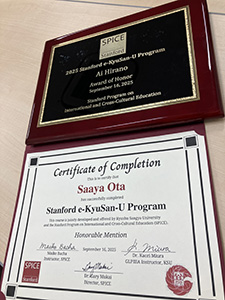 SPICE
Stanford
2025 Stanford e-KyuSan-U Program
Ai Hirano
Award of Honor
September 16, 2025
Stanford Program on
International and Cross-Cultural Education
Certificate of Completion
This is to certify that
Saaya Ota
has successfully completed
Stanford e-KyuSan-U Program
This course is jointly developed and offered by Kyushu Sangyo University
and the Stanford Program on International and Cross-Cultural Education (SPICE).
Honorable Mention
September 16, 2025
Instructor, SPICE
Dr. Kaori Miura
Instructor, KSU
Dr. Gary Mukai
Director, SPICE
SPICE